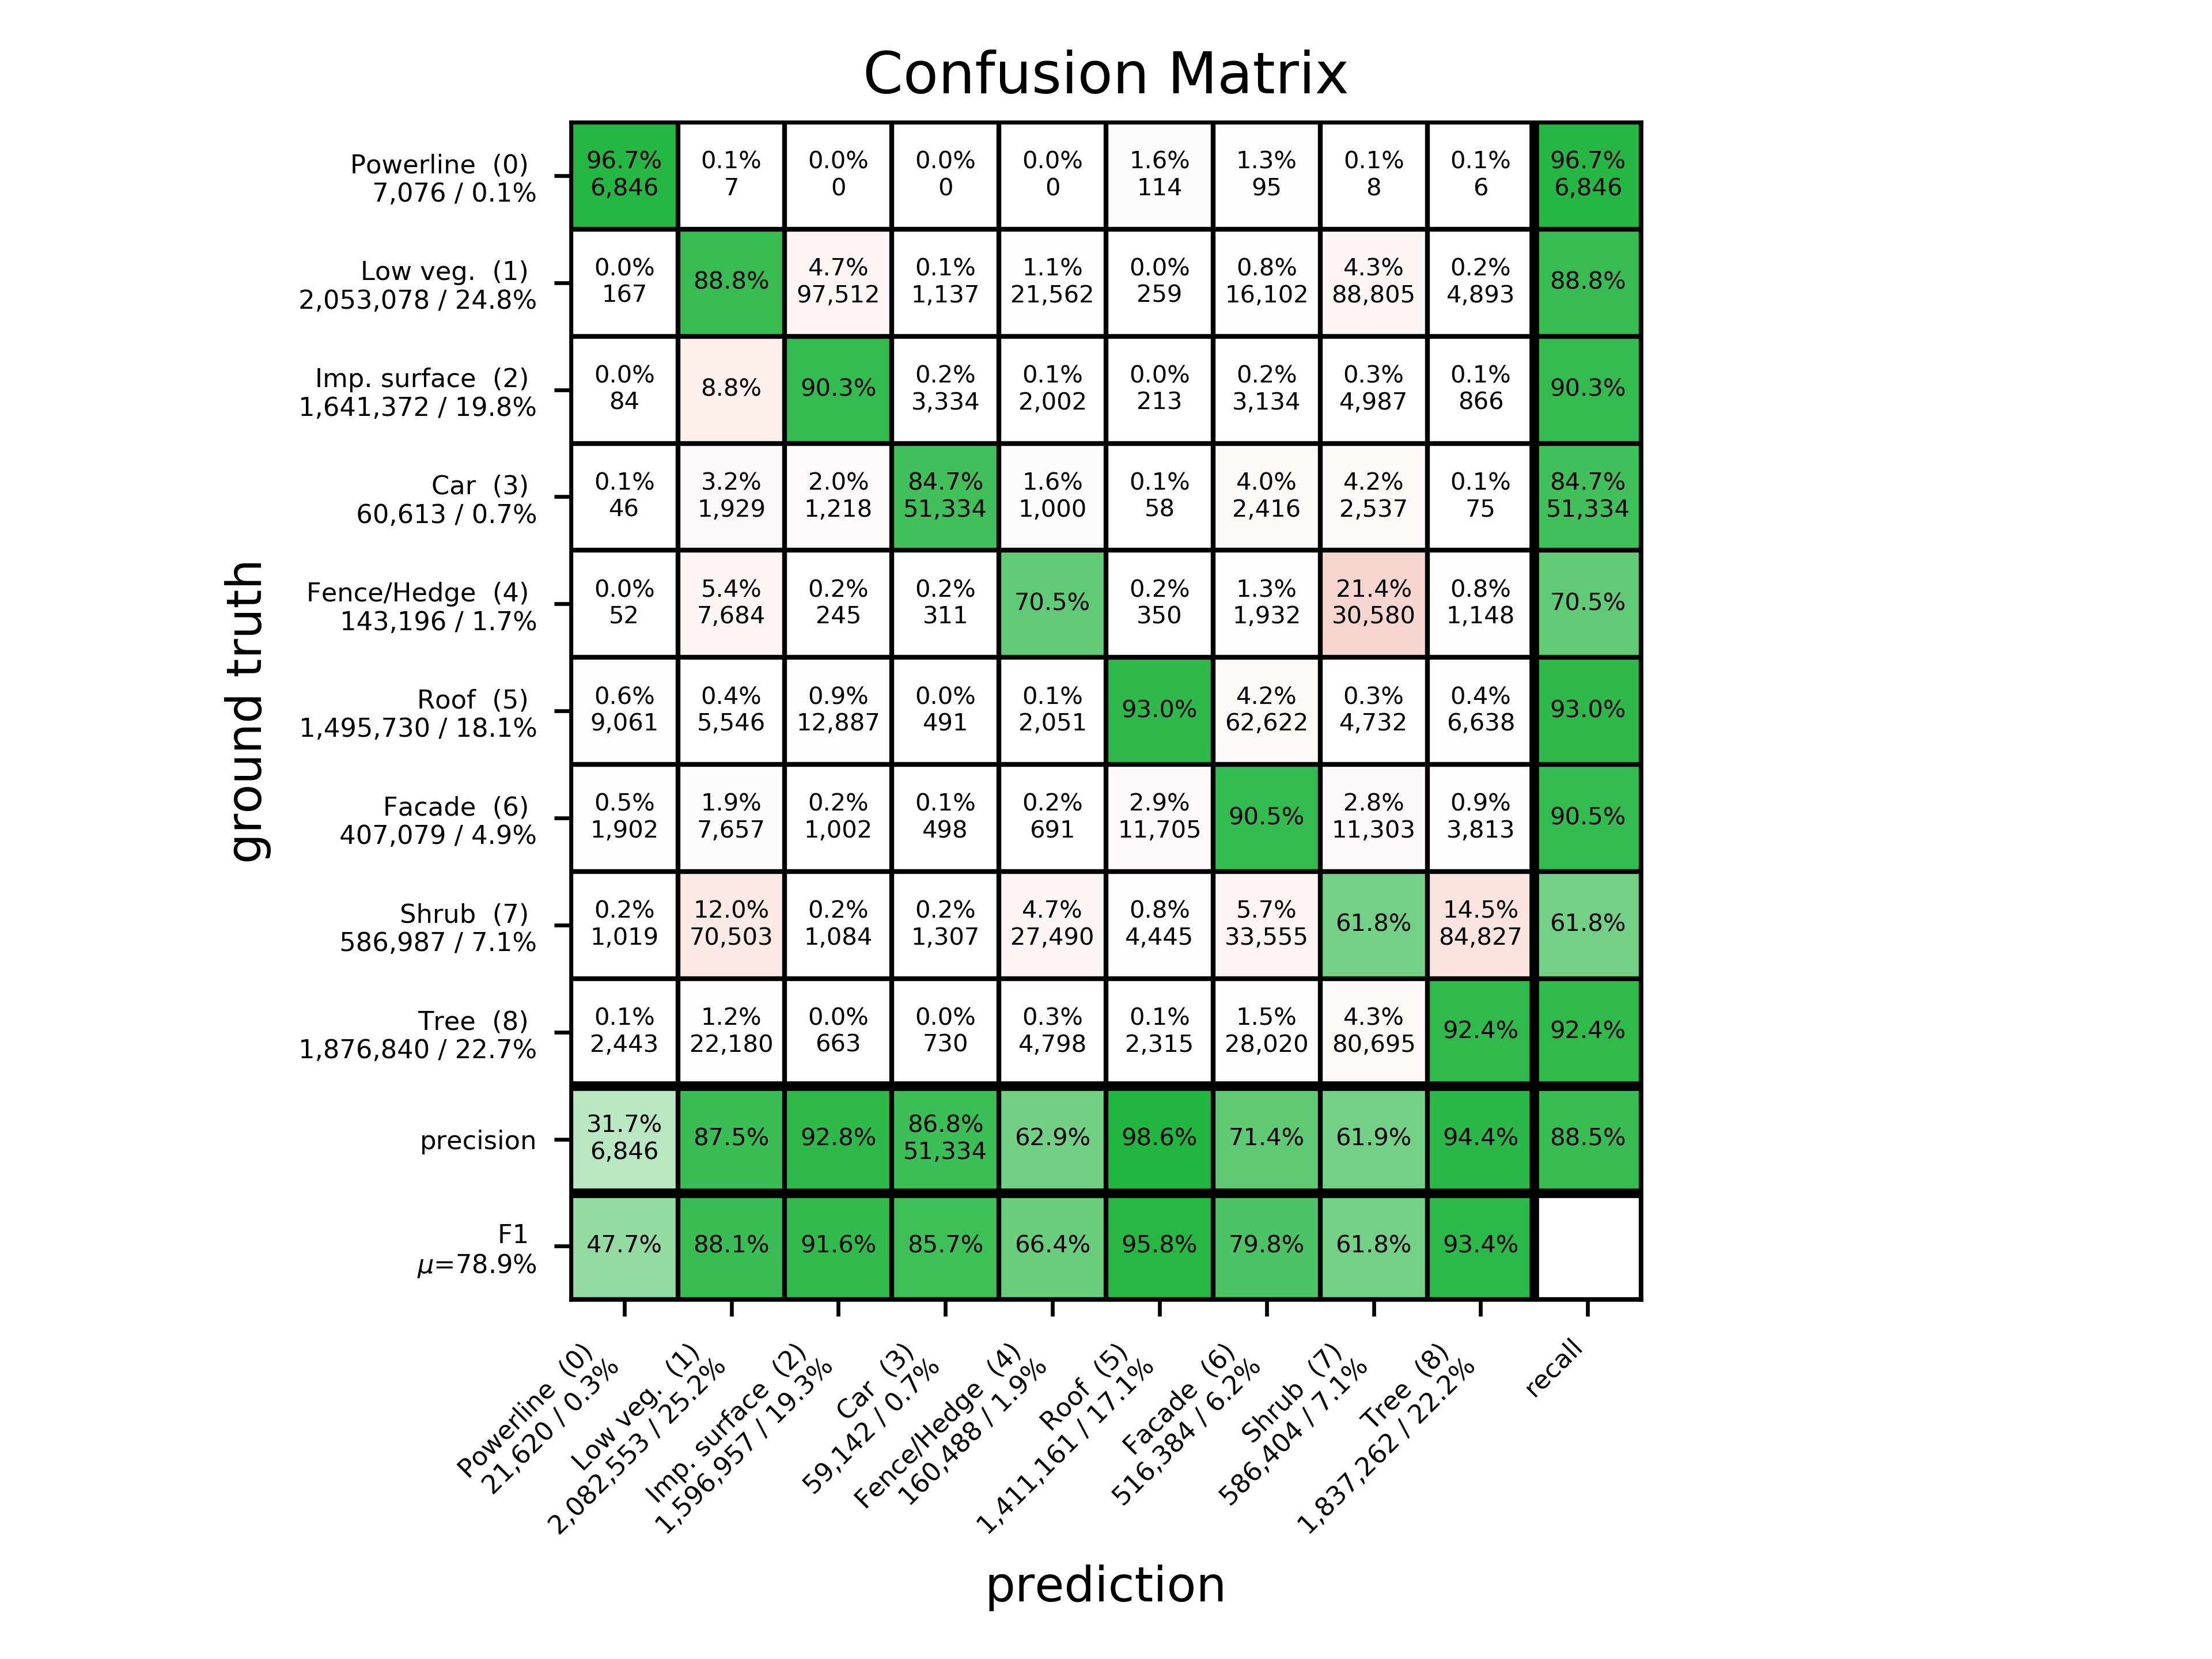 Confusion Matrix
ground truth
Powerline (0)
7,076 / 0.1%
96.7% 0.1% 0.0% 0.0% 0.0% 1.6% 1.3% 0.1% 0.1% 96.7%
6,846 7 0 0 0 114 95 8 6 6,846
Low veg. (1)
2,053,078 / 24.8%
0.0% 88.8% 4.7% 0.1% 1.1% 0.0% 0.8% 4.3% 0.2% 88.8%
167 97,512 1,137 21,562 259 16,102 88,805 4,893
Imp. surface (2)
1,641,372 / 19.8%
0.0% 8.8% 90.3% 0.2% 0.1% 0.0% 0.2% 0.3% 0.1% 90.3%
84 3,334 2,002 213 3,134 4,987 866
Car (3)
60,613 / 0.7%
0.1% 3.2% 2.0% 84.7% 1.6% 0.1% 4.0% 4.2% 0.1% 84.7%
46 1,929 1,218 51,334 1,000 58 2,416 2,537 75 51,334
Fence/Hedge (4)
143,196 / 1.7%
0.0% 5.4% 0.2% 0.2% 70.5% 0.2% 1.3% 21.4% 0.8% 70.5%
52 7,684 245 311 350 1,932 30,580 1,148
Roof (5)
1,495,730 / 18.1%
0.6% 0.4% 0.9% 0.0% 0.1% 93.0% 4.2% 0.3% 0.4% 93.0%
9,061 5,546 12,887 491 2,051 62,622 4,732 6,638
Facade (6)
407,079 / 4.9%
0.5% 1.9% 0.2% 0.1% 0.2% 2.9% 90.5% 2.8% 0.9% 90.5%
1,902 7,657 1,002 498 691 11,705 11,303 3,813
Shrub (7)
586,987 / 7.1%
0.2% 12.0% 0.2% 0.2% 4.7% 0.8% 5.7% 61.8% 14.5% 61.8%
1,019 70,503 1,084 1,307 27,490 4,445 33,555 84,827
Tree (8)
1,876,840 / 22.7%
0.1% 1.2% 0.0% 0.0% 0.3% 0.1% 1.5% 4.3% 92.4% 92.4%
2,443 22,180 663 730 4,798 2,315 28,020 80,695
precision
31.7% 87.5% 92.8% 86.8% 62.9% 98.6% 71.4% 61.9% 94.4% 88.5%
6,846 51,334
F1
μ=78.9%
47.7% 88.1% 91.6% 85.7% 66.4% 95.8% 79.8% 61.8% 93.4%
Powerline (0)
21,620 / 0.3%
Low veg. (1)
2,082,553 / 25.2%
Imp. surface (2)
1,596,957 / 19.3%
Car (3)
59,142 / 0.7%
Fence/Hedge (4)
160,488 / 1.9%
Roof (5)
1,411,161 / 17.1%
Facade (6)
516,384 / 6.2%
Shrub (7)
586,404 / 7.1%
Tree (8)
1,837,262 / 22.2%
recall
prediction